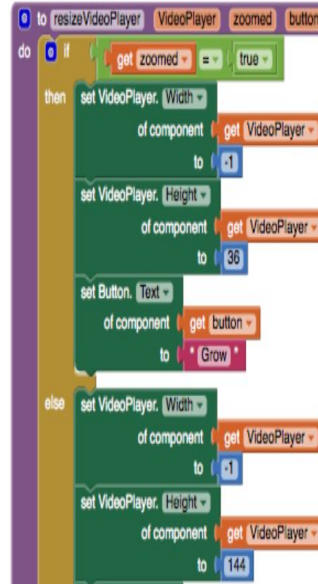 to resizeVideoPlayer VideoPlayer zoomed button
do if get zoomed = true
then set VideoPlayer. Width
of component get VideoPlayer
to -1
set VideoPlayer. Height
of component get VideoPlayer
to 36
set Button. Text
of component get button
to " Grow "
else set VideoPlayer. Width
of component get VideoPlayer
to -1
set VideoPlayer. Height
of component get VideoPlayer
to 144